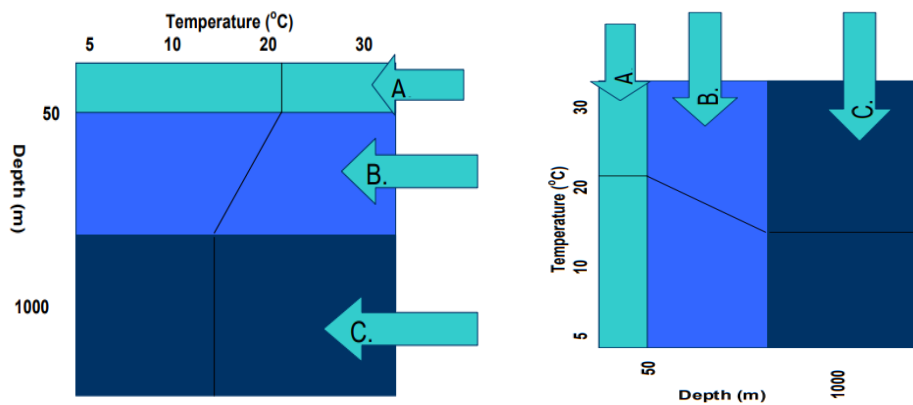 Temperature (°C)
5 10 20 30
A.
50
B.
Depth (m)
1000
C.
A.
B.
C.
30
20
10
5
Temperature (°C)
50
1000
Depth (m)